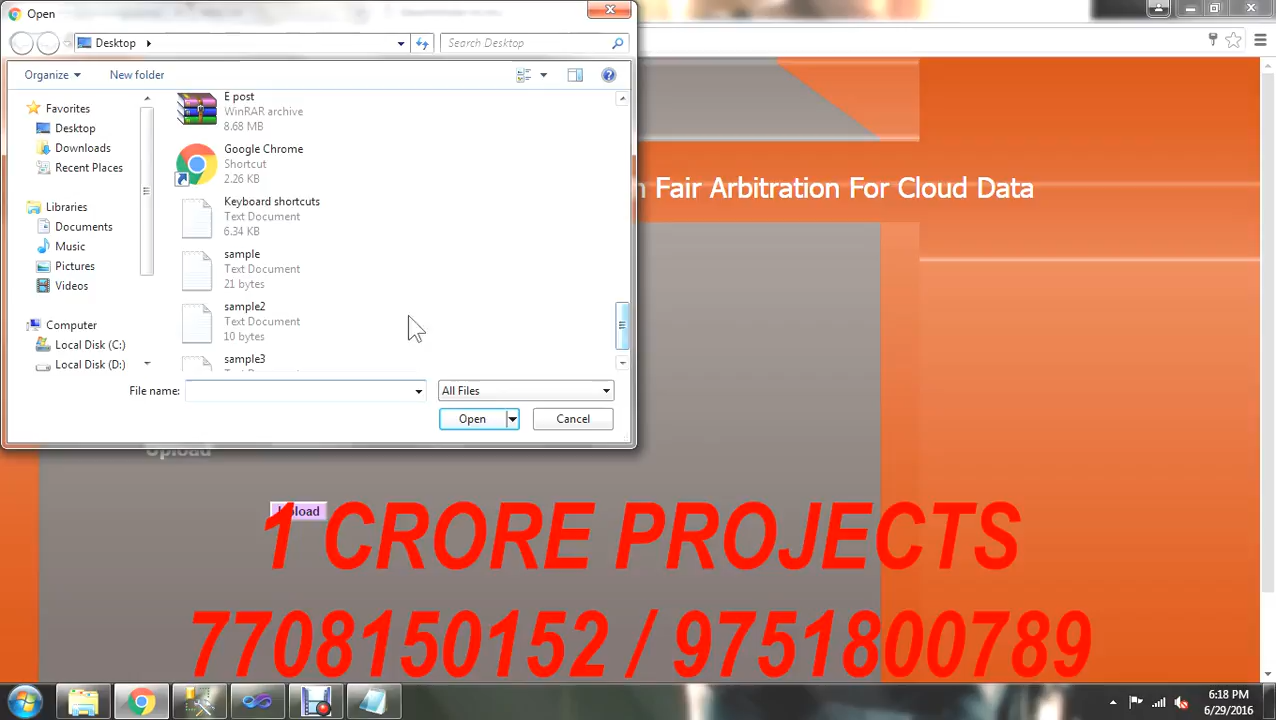 Open
Desktop
Search Desktop
Organize
New folder
Favorites
Desktop
Downloads
Recent Places
Libraries
Documents
Music
Pictures
Videos
Computer
Local Disk (C:)
Local Disk (D:)
E post
WinRAR archive
8.68 MB
Google Chrome
Shortcut
2.26 KB
Keyboard shortcuts
Text Document
6.34 KB
sample
Text Document
21 bytes
sample2
Text Document
10 bytes
sample3
File name:
All Files
Open
Cancel
Fair Arbitration For Cloud Data
Upload
1 CRORE PROJECTS
7708150152 / 9751800789
6:18 PM
6/29/2016